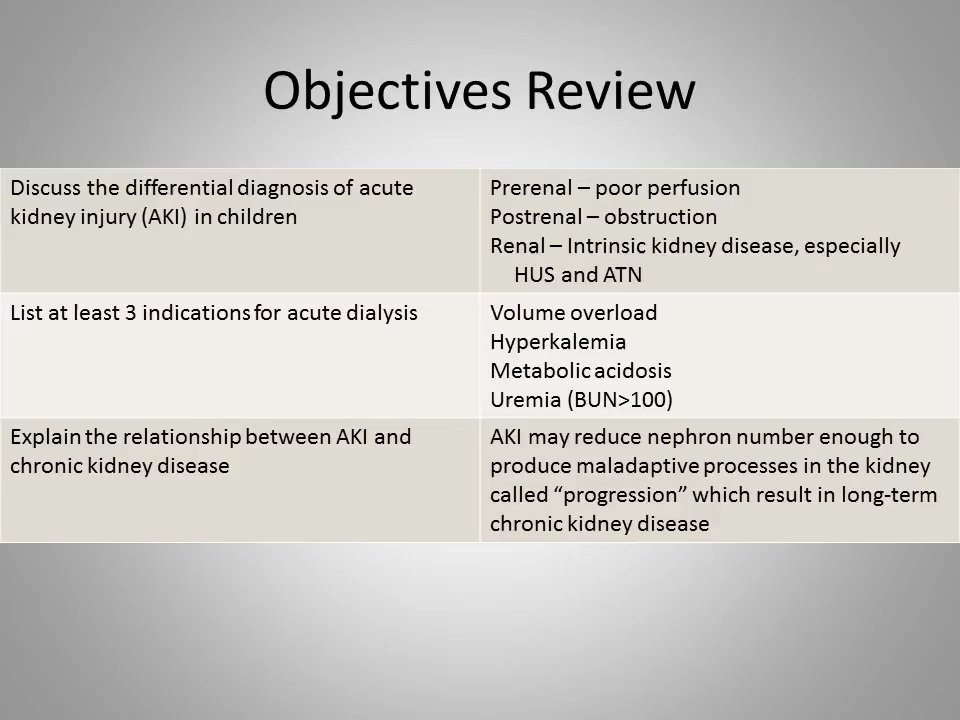 Objectives Review
Discuss the differential diagnosis of acute
kidney injury (AKI) in children
Prerenal – poor perfusion
Postrenal – obstruction
Renal – Intrinsic kidney disease, especially
HUS and ATN
List at least 3 indications for acute dialysis
Volume overload
Hyperkalemia
Metabolic acidosis
Uremia (BUN>100)
Explain the relationship between AKI and
chronic kidney disease
AKI may reduce nephron number enough to
produce maladaptive processes in the kidney
called “progression” which result in long-term
chronic kidney disease